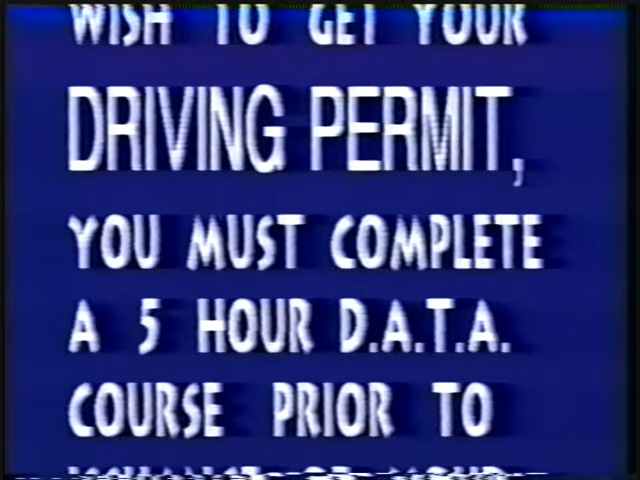 WISH TO GET YOUR
DRIVING PERMIT,
YOU MUST COMPLETE
A 5 HOUR D.A.T.A.
COURSE PRIOR TO